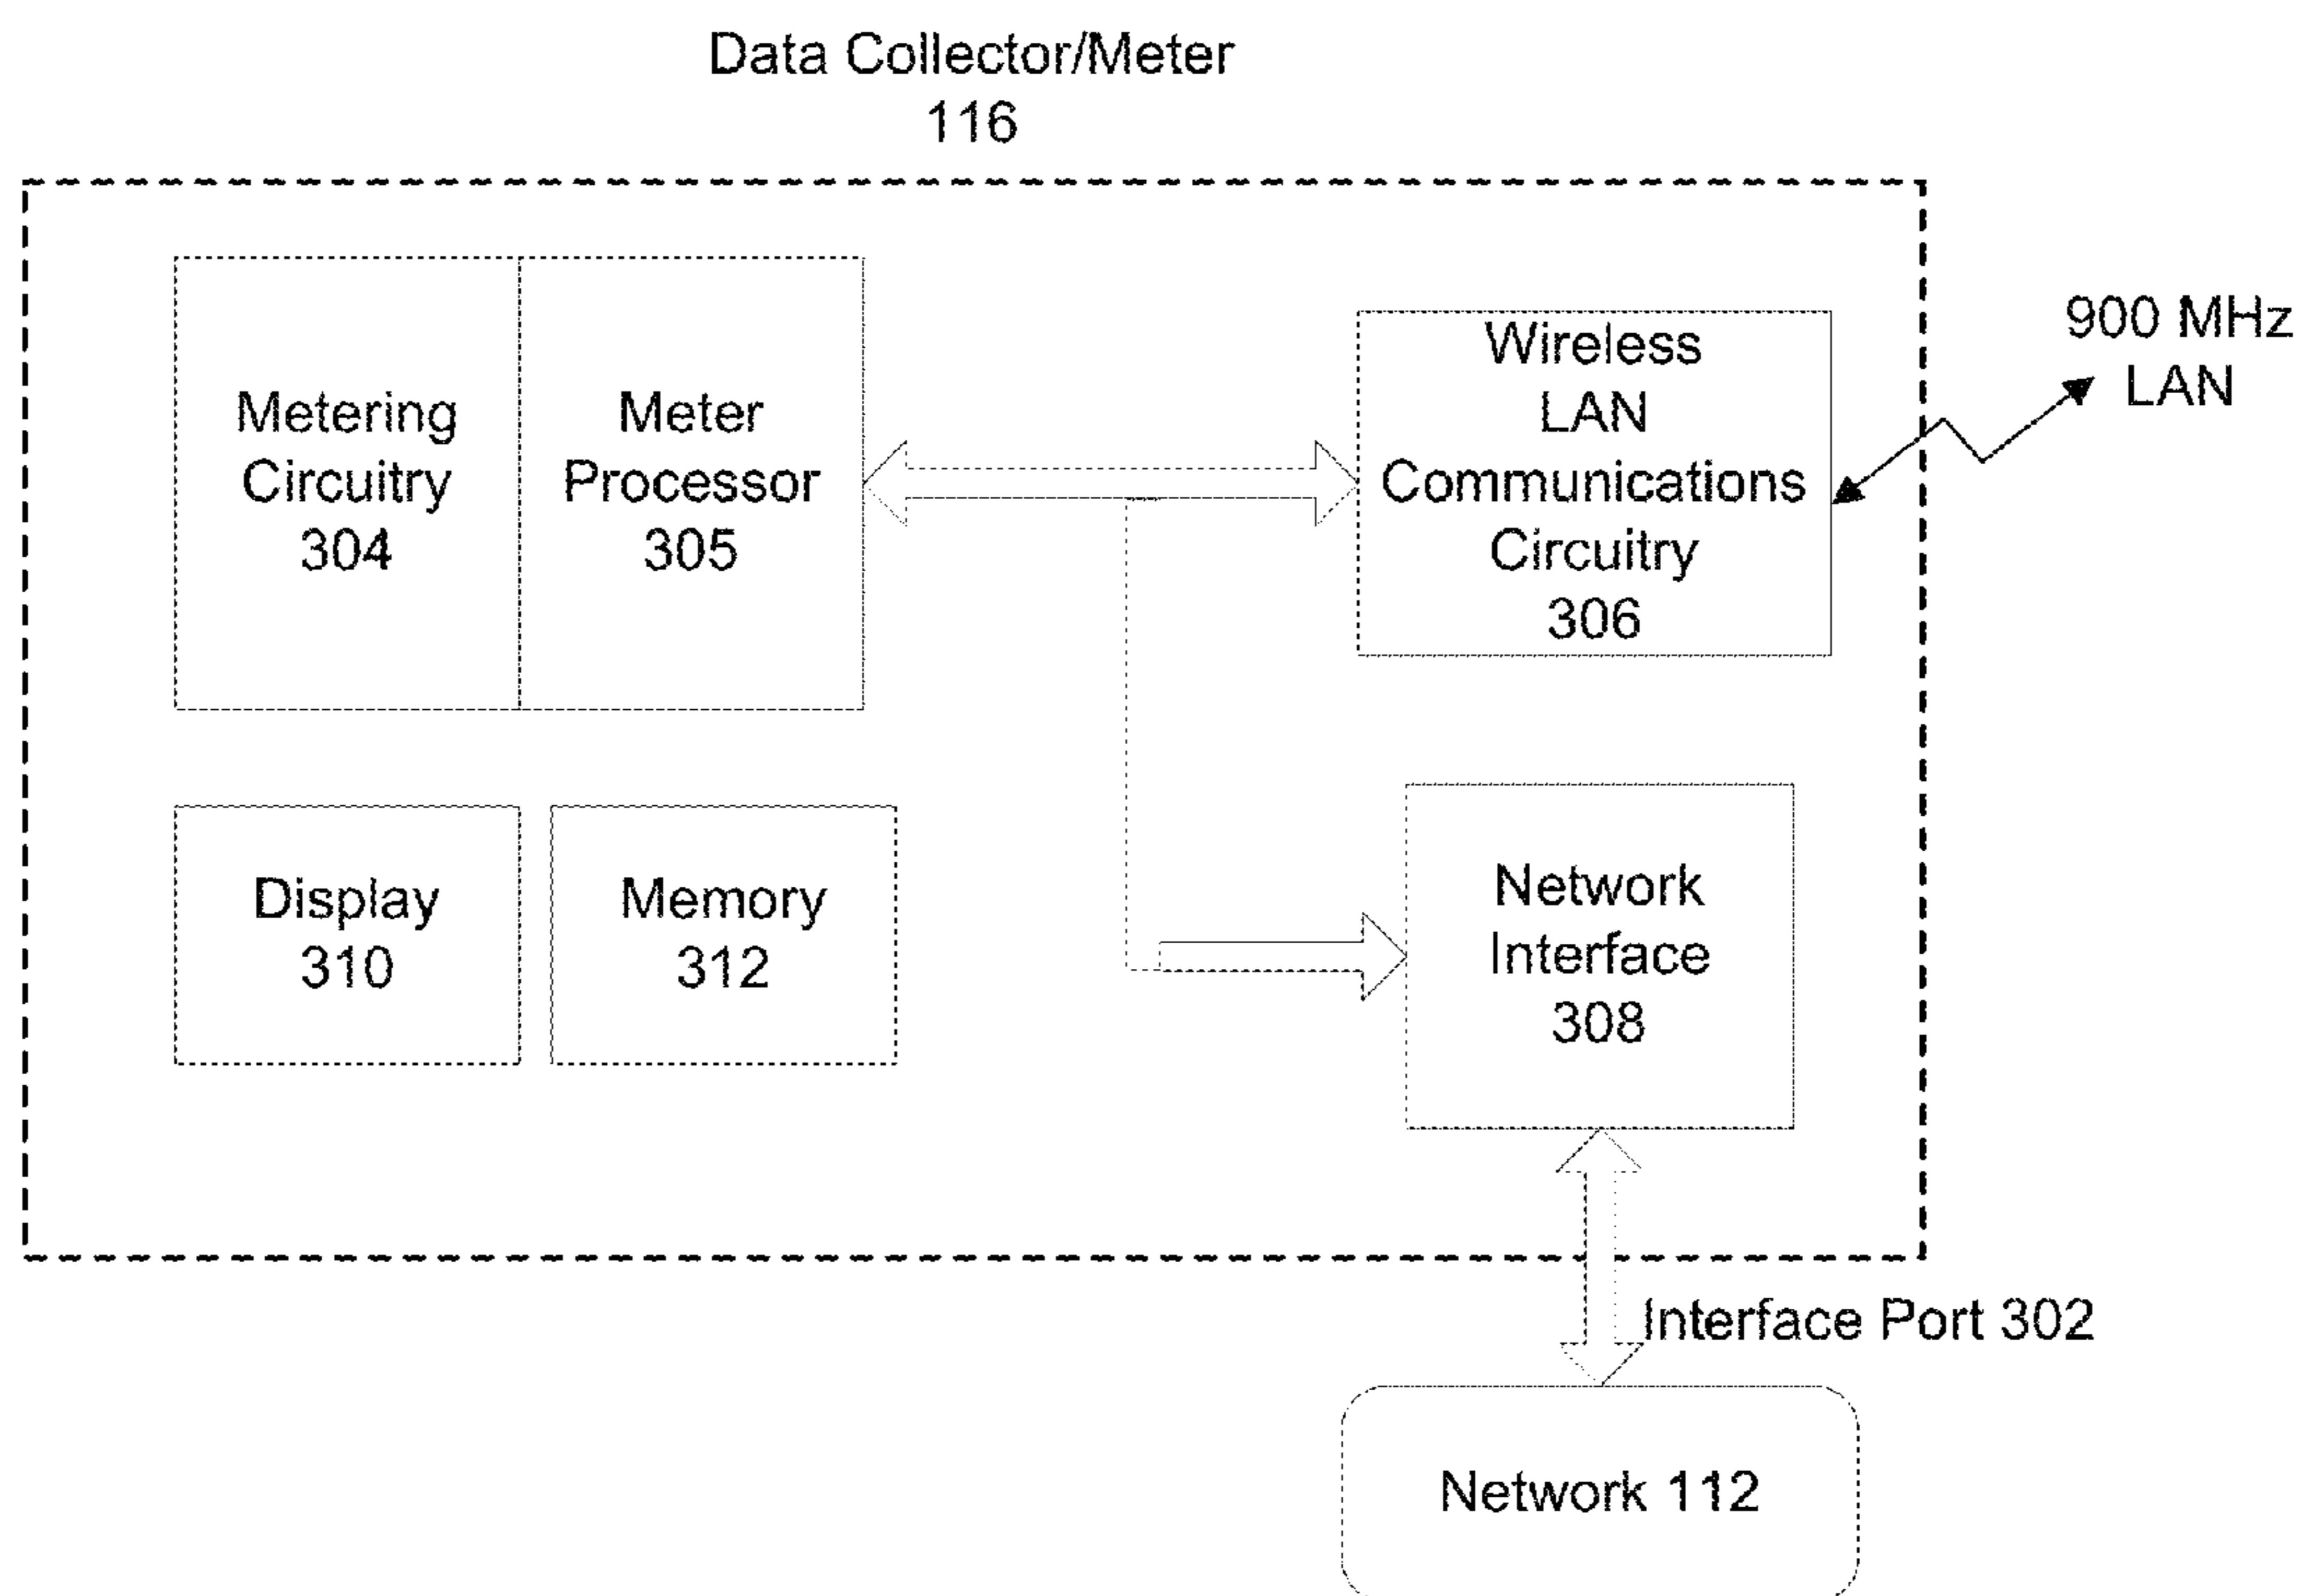 Data Collector/Meter
116
Metering
Circuitry
304
Meter
Processor
305
Wireless
LAN
Communications
Circuitry
306
900 MHz
LAN
Display
310
Memory
312
Network
Interface
308
Interface Port 302
Network 112